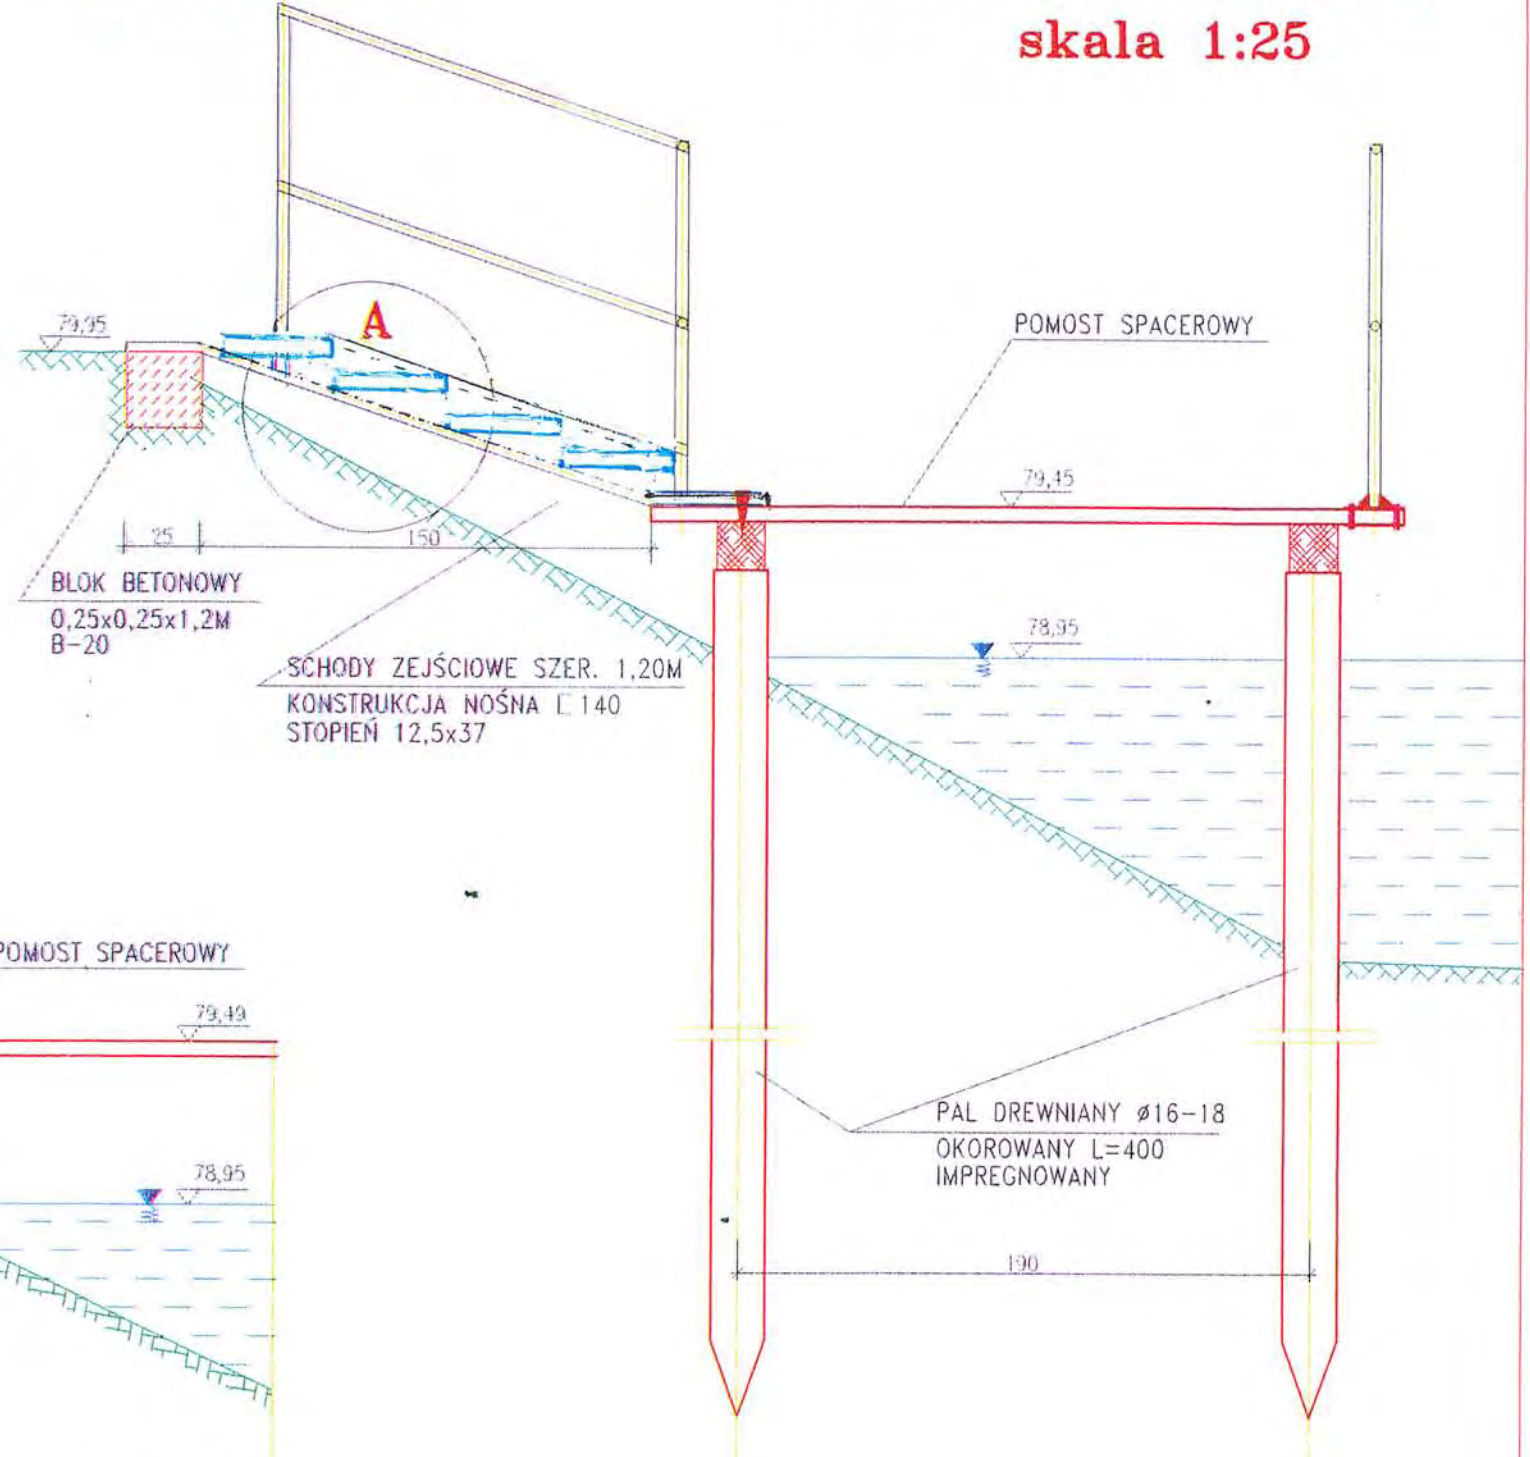 skala 1:25
A
79,95
POMOST SPACEROWY
79,45
25
150
BLOK BETONOWY
0,25x0,25x1,2M
B-20
78,95
SCHODY ZEJŚCIOWE SZER. 1,20M
KONSTRUKCJA NOŚNA [ 140
STOPIEŃ 12,5x37
POMOST SPACEROWY
79,49
78,95
PAL DREWNIANY ø16-18
OKOROWANY L=400
IMPREGNOWANY
190